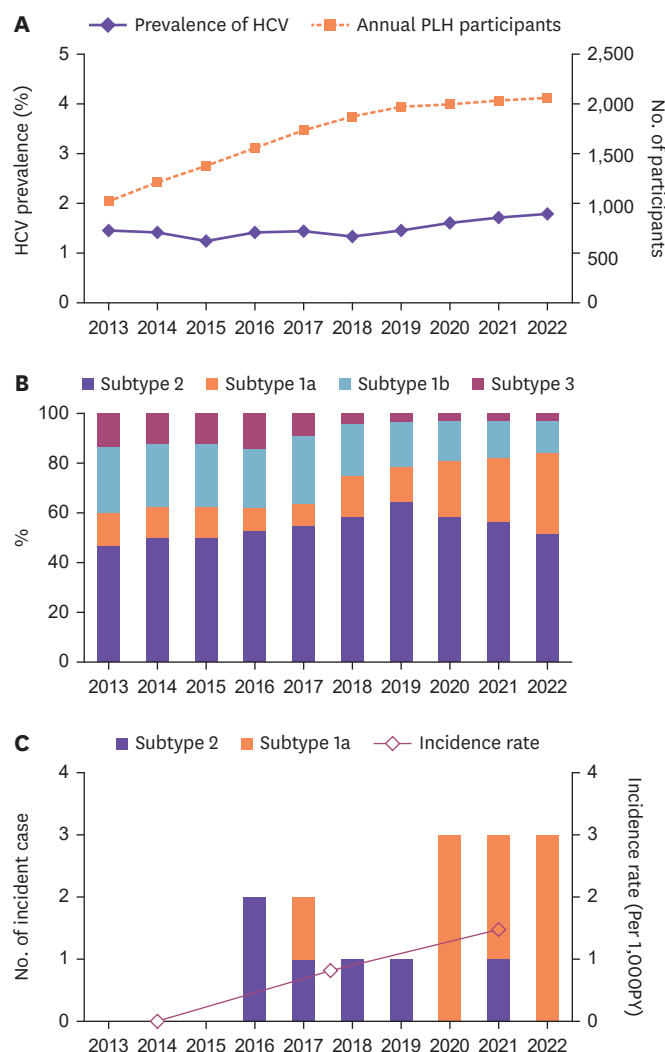 A
Prevalence of HCV
Annual PLH participants
HCV prevalence (%)
5
4
3
2
1
0
2,500
2,000
1,500
1,000
500
0
No. of participants
2013 2014 2015 2016 2017 2018 2019 2020 2021 2022
B
Subtype 2
Subtype 1a
Subtype 1b
Subtype 3
%
100
80
60
40
20
0
2013 2014 2015 2016 2017 2018 2019 2020 2021 2022
C
Subtype 2
Subtype 1a
Incidence rate
No. of incident case
4
3
2
1
0
4
3
2
1
0
Incidence rate (Per 1,000PY)
2013 2014 2015 2016 2017 2018 2019 2020 2021 2022